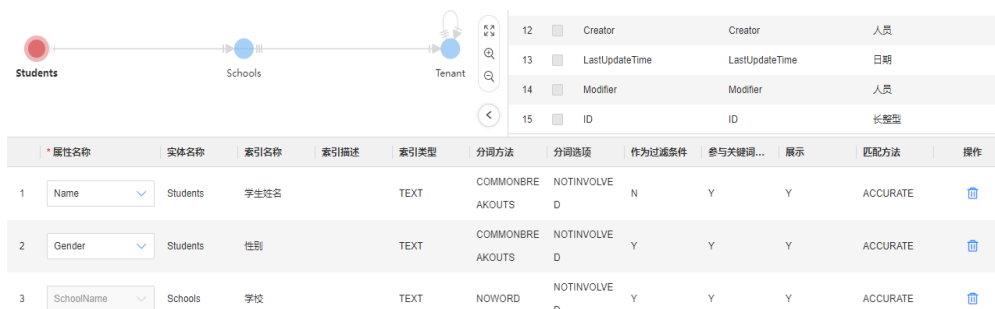 Students
Schools
Tenant
12 Creator Creator 人员
13 LastUpdateTime LastUpdateTime 日期
14 Modifier Modifier 人员
15 ID ID 长整型
* 属性名称 实体名称 索引名称 索引描述 索引类型 分词方法 分词选项 作为过滤条件 参与关键词... 展示 匹配方法 操作
1 Name Students 学生姓名 TEXT COMMONBRE NOTINVOLVE N Y Y ACCURATE
AKOUTS D
2 Gender Students 性别 TEXT COMMONBRE NOTINVOLVE Y Y Y ACCURATE
AKOUTS D
3 SchoolName Schools 学校 TEXT NOWORD NOTINVOLVE Y Y Y ACCURATE
D